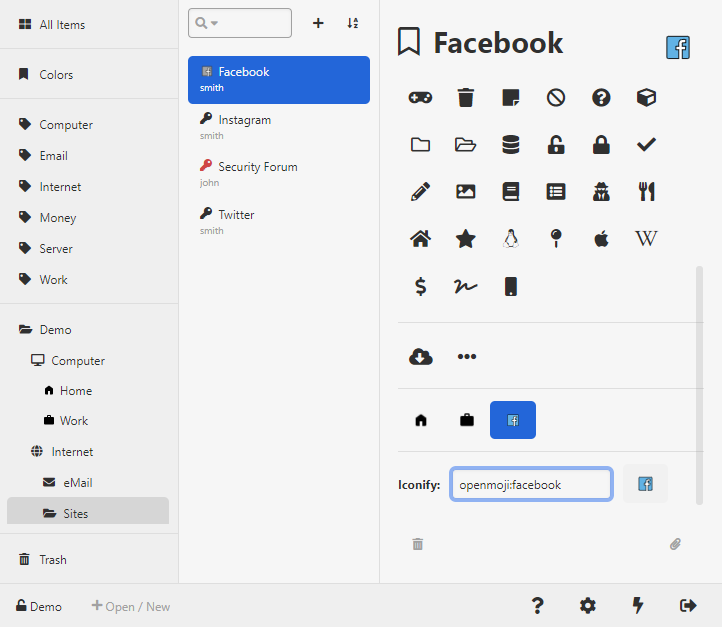 All Items
Colors
Computer
Email
Internet
Money
Server
Work
Demo
Computer
Home
Work
Internet
eMail
Sites
Trash
Facebook
smith
Instagram
smith
Security Forum
john
Twitter
smith
Facebook
Iconify: openmoji:facebook
Demo
+ Open / New